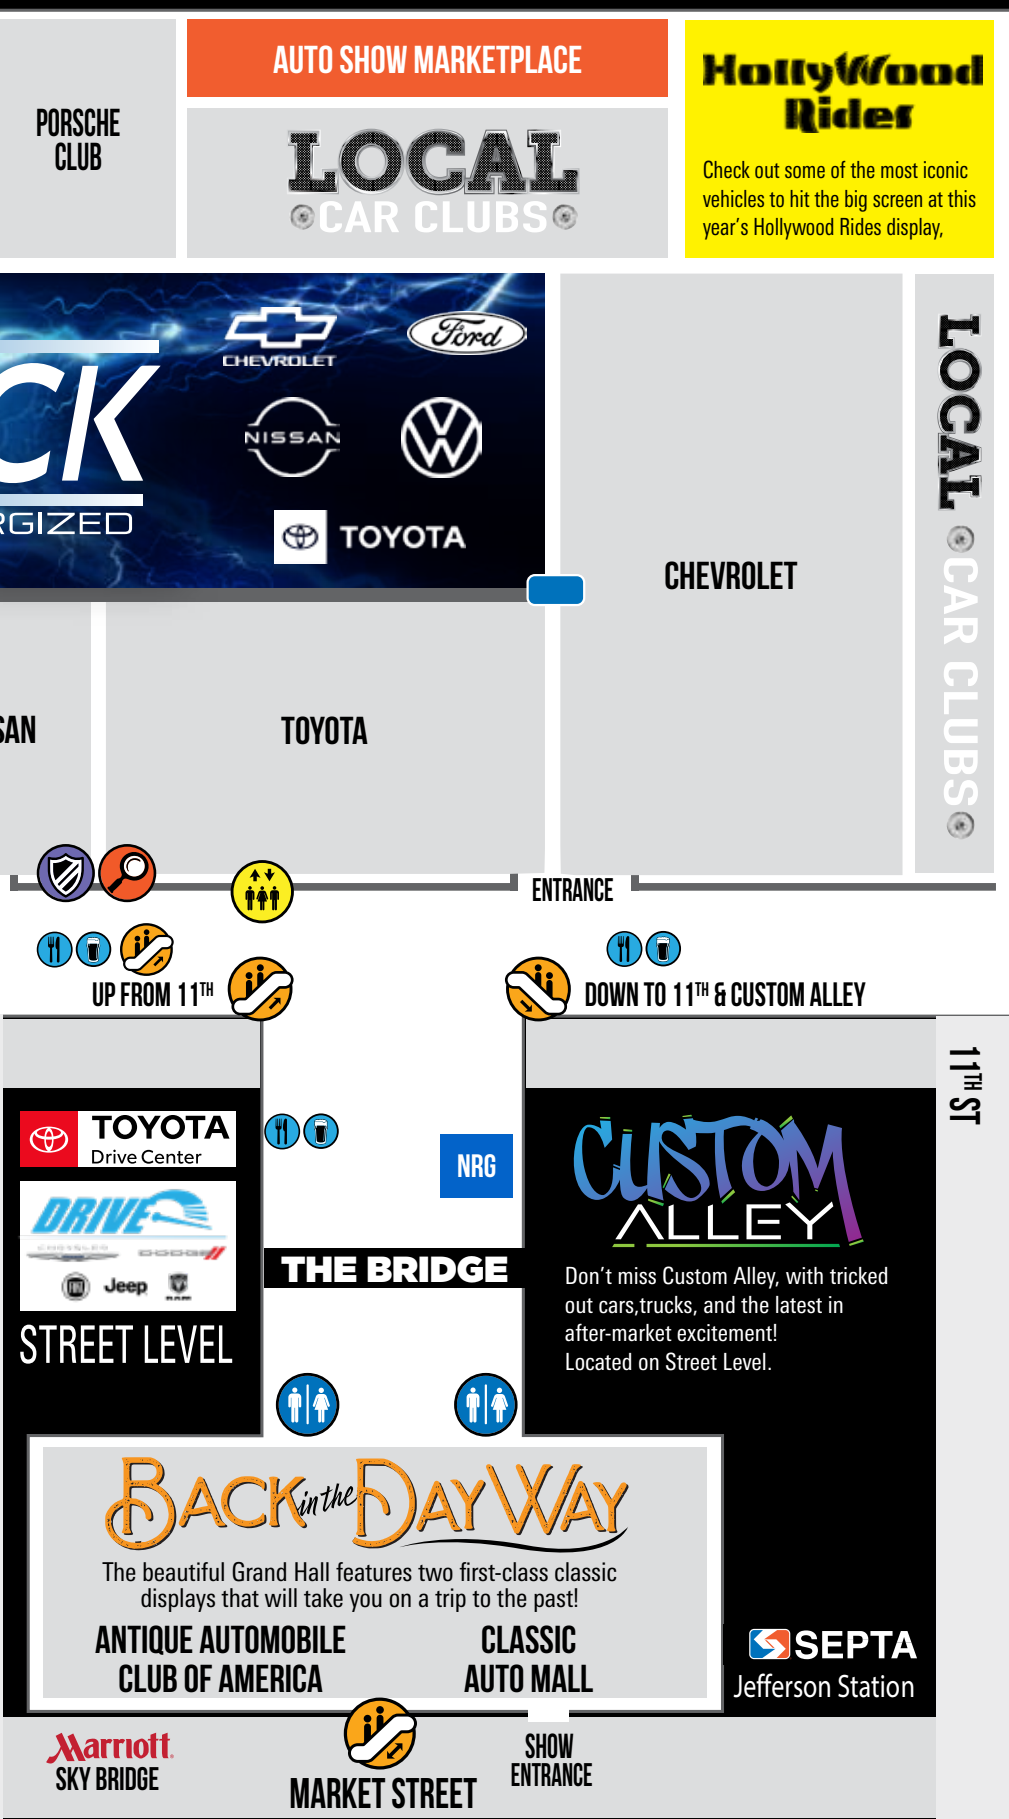 PORSCHE
CLUB
AUTO SHOW MARKETPLACE
LOCAL
CAR CLUBS
HollyWood
Rides
Check out some of the most iconic
vehicles to hit the big screen at this
year's Hollywood Rides display,
CK
RGIZED
CHEVROLET
Ford
NISSAN
TOYOTA
CHEVROLET
LOCAL
CAR CLUBS
SAN
TOYOTA
ENTRANCE
UP FROM 11TH
DOWN TO 11TH & CUSTOM ALLEY
11TH ST
TOYOTA
Drive Center
DRIVE
CHRYSLER DODGE
FIAT Jeep RAM
STREET LEVEL
NRG
THE BRIDGE
CUSTOM
ALLEY
Don't miss Custom Alley, with tricked
out cars,trucks, and the latest in
after-market excitement!
Located on Street Level.
BACK in the DAY WAY
The beautiful Grand Hall features two first-class classic
displays that will take you on a trip to the past!
ANTIQUE AUTOMOBILE
CLUB OF AMERICA
CLASSIC
AUTO MALL
SEPTA
Jefferson Station
Marriott
SKY BRIDGE
MARKET STREET
SHOW
ENTRANCE